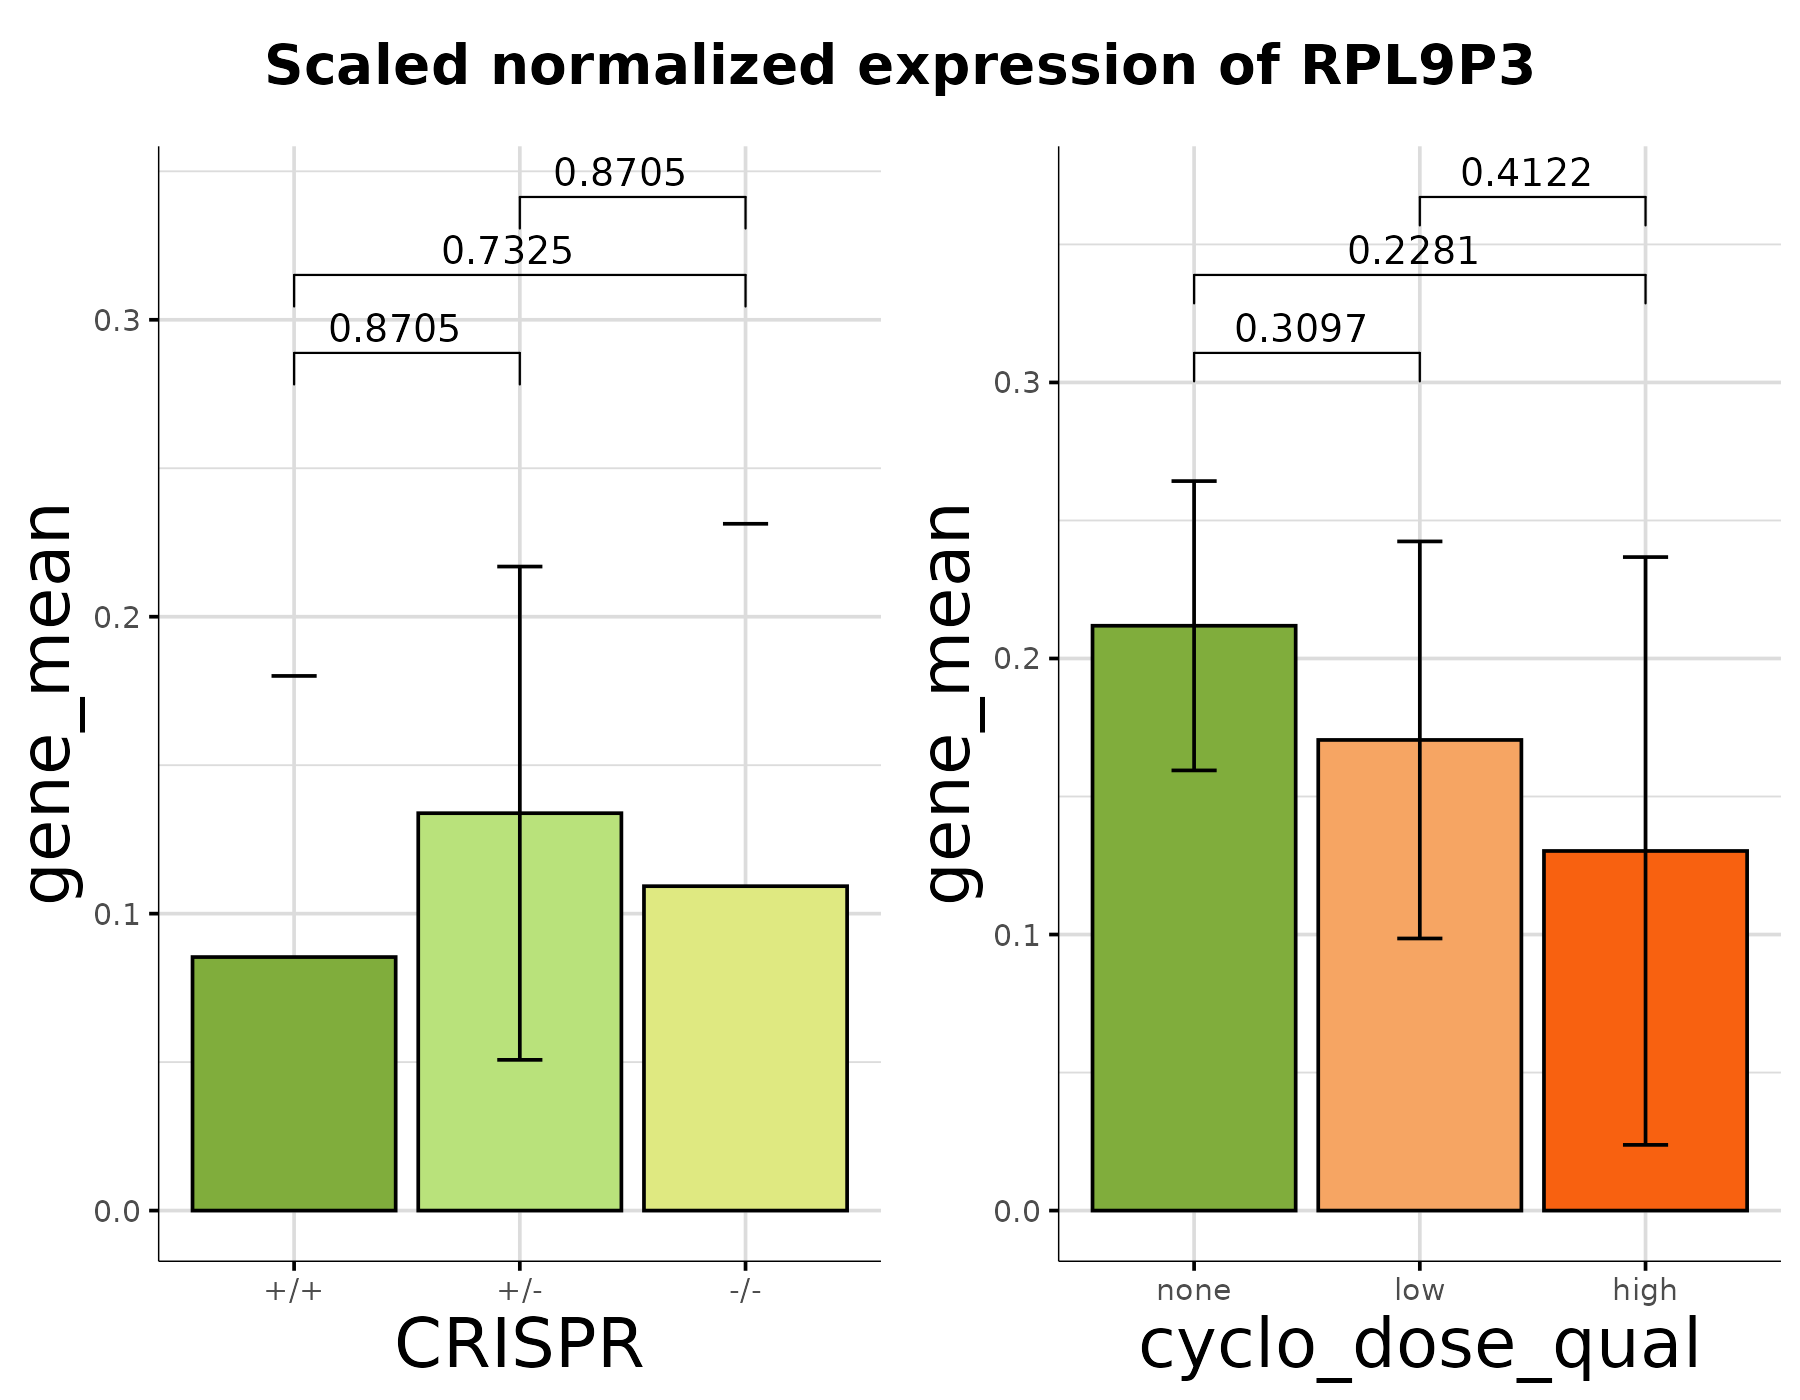 Scaled normalized expression of RPL9P3
gene_mean
0.3
0.2
0.1
0.0
0.8705
0.7325
0.8705
+/+ +/- -/-
CRISPR
gene_mean
0.3
0.2
0.1
0.0
0.4122
0.2281
0.3097
none low high
cyclo_dose_qual